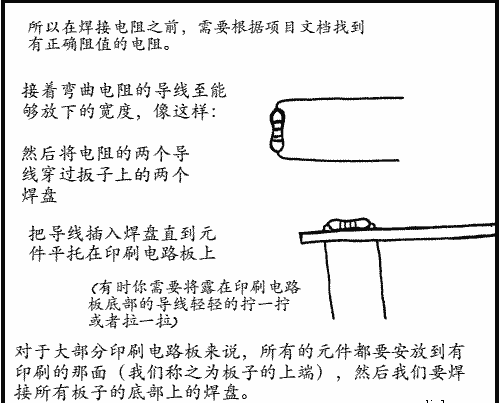 所以在焊接电阻之前，需要根据项目文档找到
有正确阻值的电阻。
接着弯曲电阻的导线至能
够放下的宽度，像这样：
然后将电阻的两个导
线穿过扳子上的两个
焊盘
把导线插入焊盘直到元
件平托在印刷电路板上
（有时你需要将露在印刷电路
板底部的导线轻轻的拧一拧
或者拉一拉）
对于大部分印刷电路板来说，所有的元件都要安放到有
印刷的那面（我们称之为板子的上端），然后我们要焊
接所有板子的底部上的焊盘。